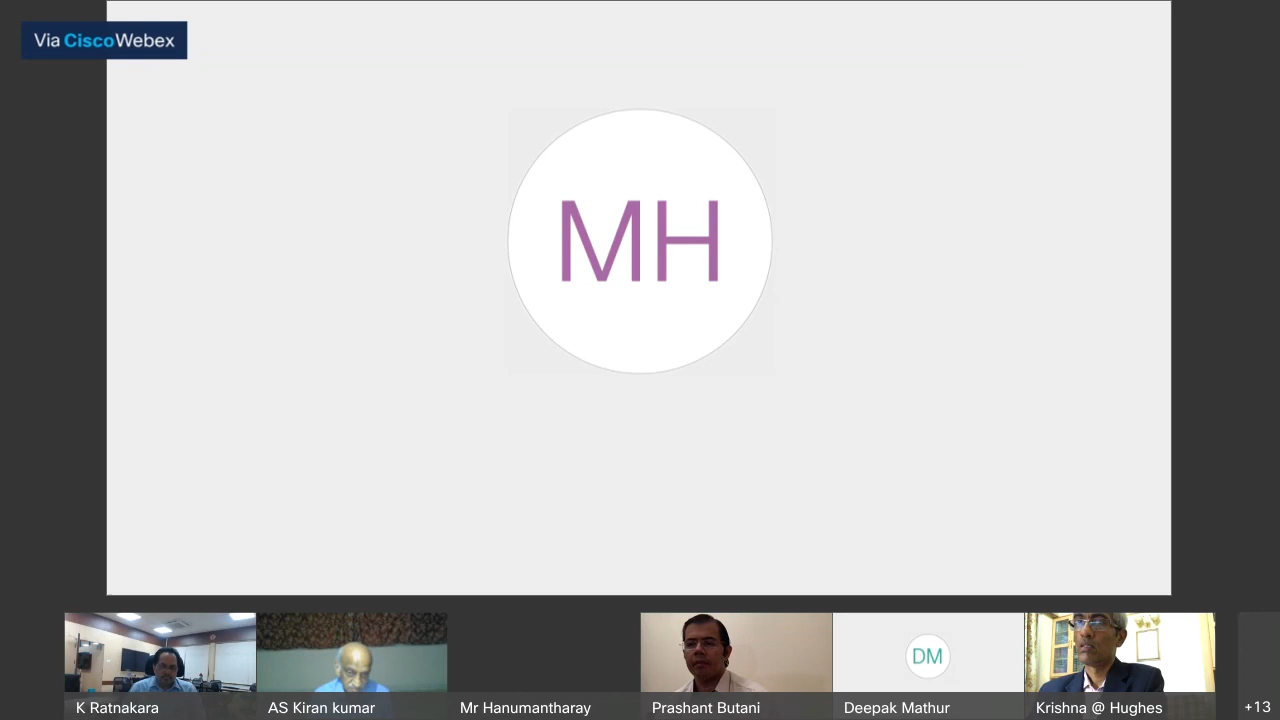 Via CiscoWebex
MH
DM
K Ratnakara
AS Kiran kumar
Mr Hanumantharay
Prashant Butani
Deepak Mathur
Krishna @ Hughes
+13